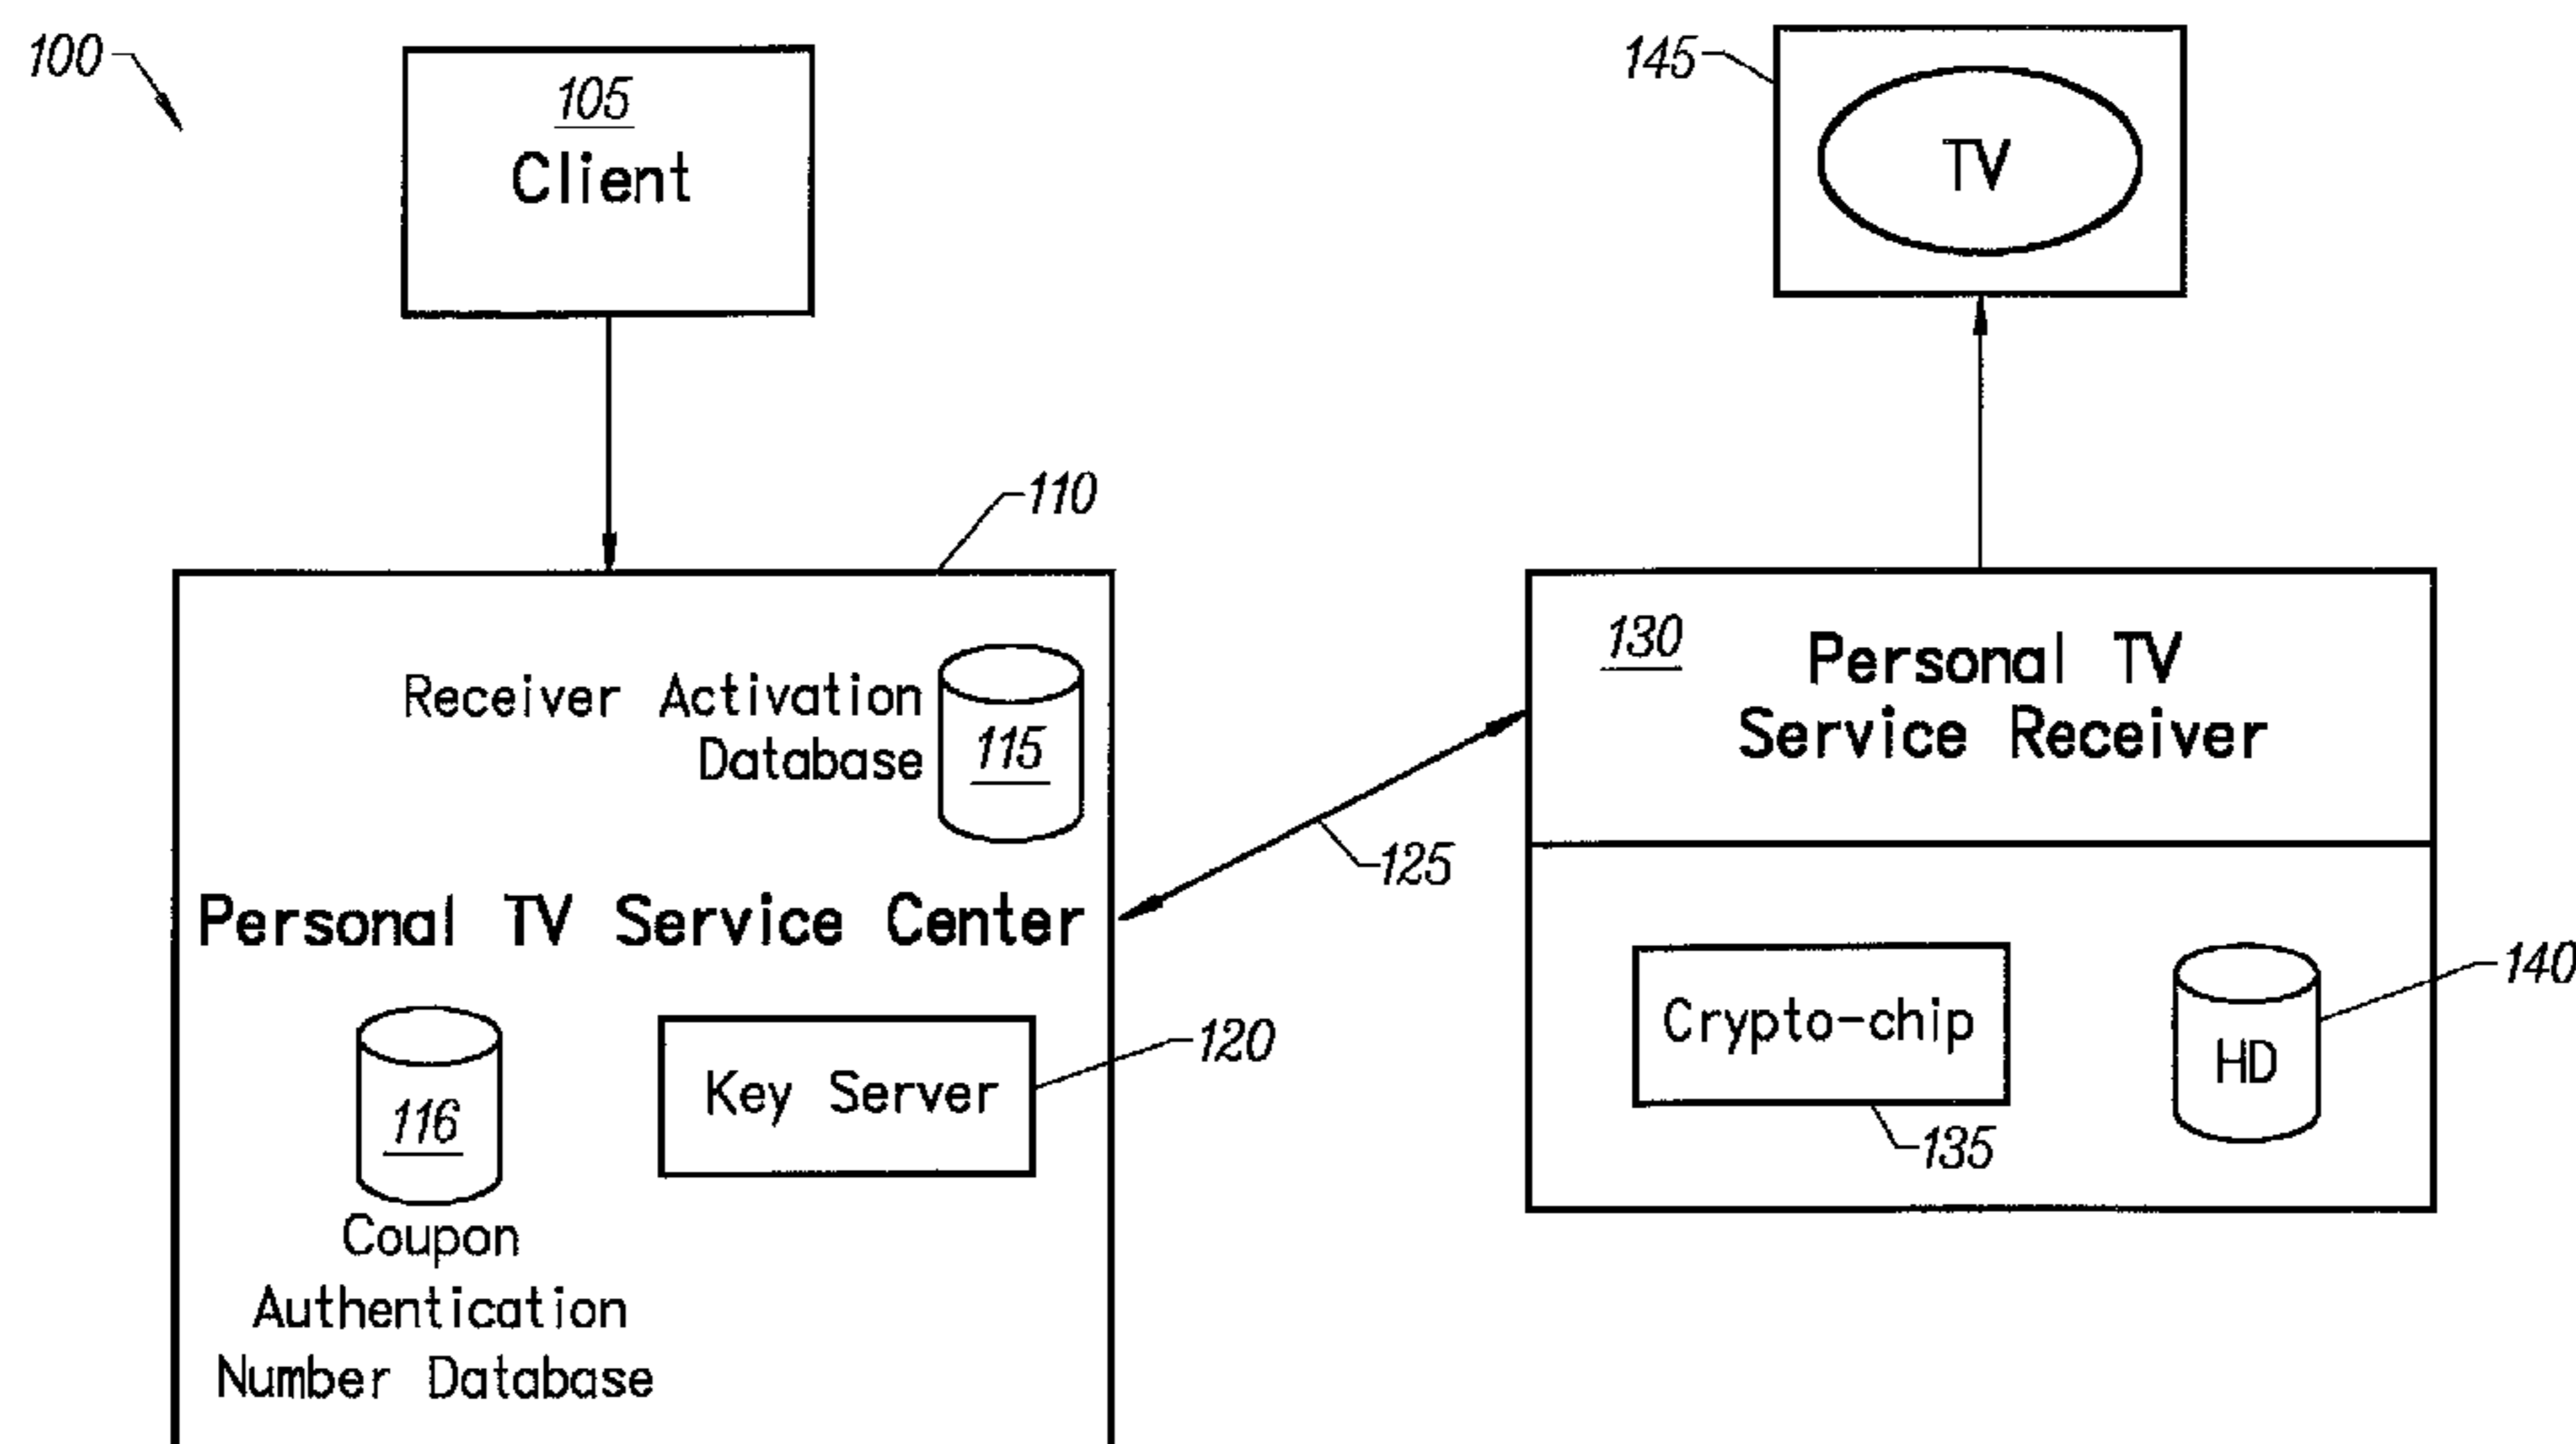 100
105
Client
145
TV
110
Receiver Activation
Database
115
Personal TV Service Center
116
Coupan
Authentication
Number Database
Key Server
120
125
130
Personal TV
Service Receiver
Crypto-chip
135
HD
140